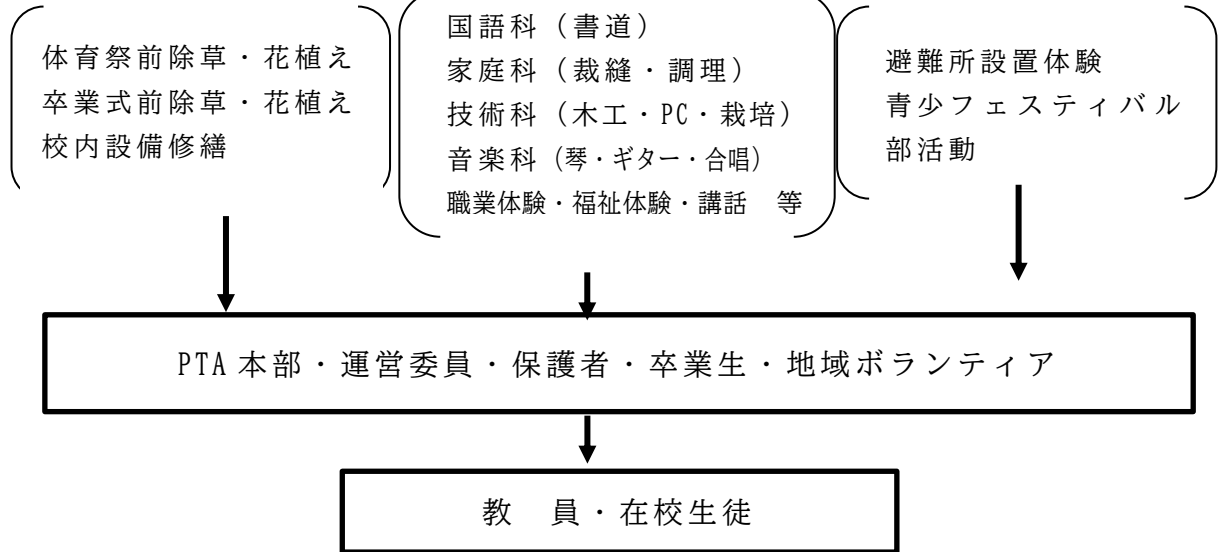 体育祭前除草・花植え
卒業式前除草・花植え
校内設備修繕
国語科（書道）
家庭科（裁縫・調理）
技術科（木工・PC・栽培）
音楽科（琴・ギター・合唱）
職業体験・福祉体験・講話　等
避難所設置体験
青少フェスティバル
部活動
PTA 本部・運営委員・保護者・卒業生・地域ボランティア
教　員・在校生徒